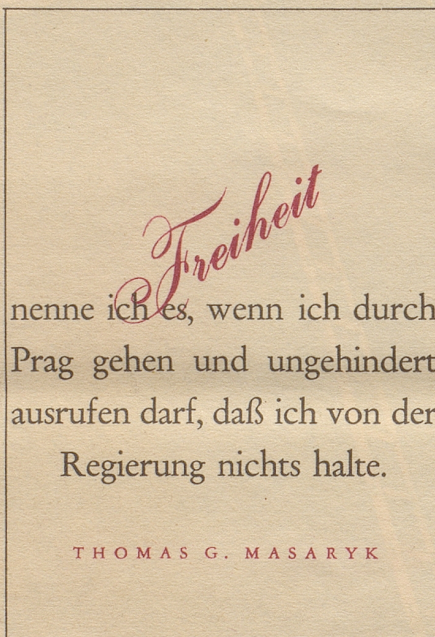 Freiheit
nenne ich es, wenn ich durch
Prag gehen und ungehindert
ausrufen darf, daß ich von der
Regierung nichts halte.
THOMAS G. MASARYK